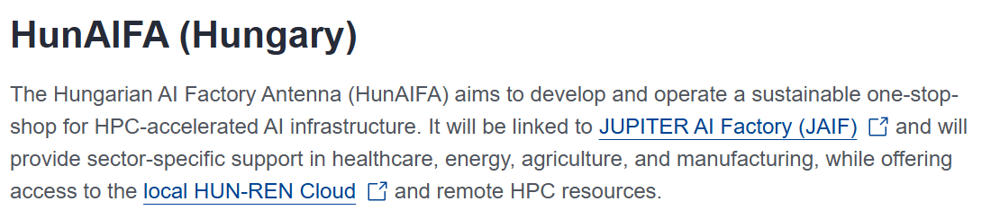 HunAIFA (Hungary)
The Hungarian AI Factory Antenna (HunAIFA) aims to develop and operate a sustainable one-stop-
shop for HPC-accelerated AI infrastructure. It will be linked to JUPITER AI Factory (JAIF) and will
provide sector-specific support in healthcare, energy, agriculture, and manufacturing, while offering
access to the local HUN-REN Cloud and remote HPC resources.